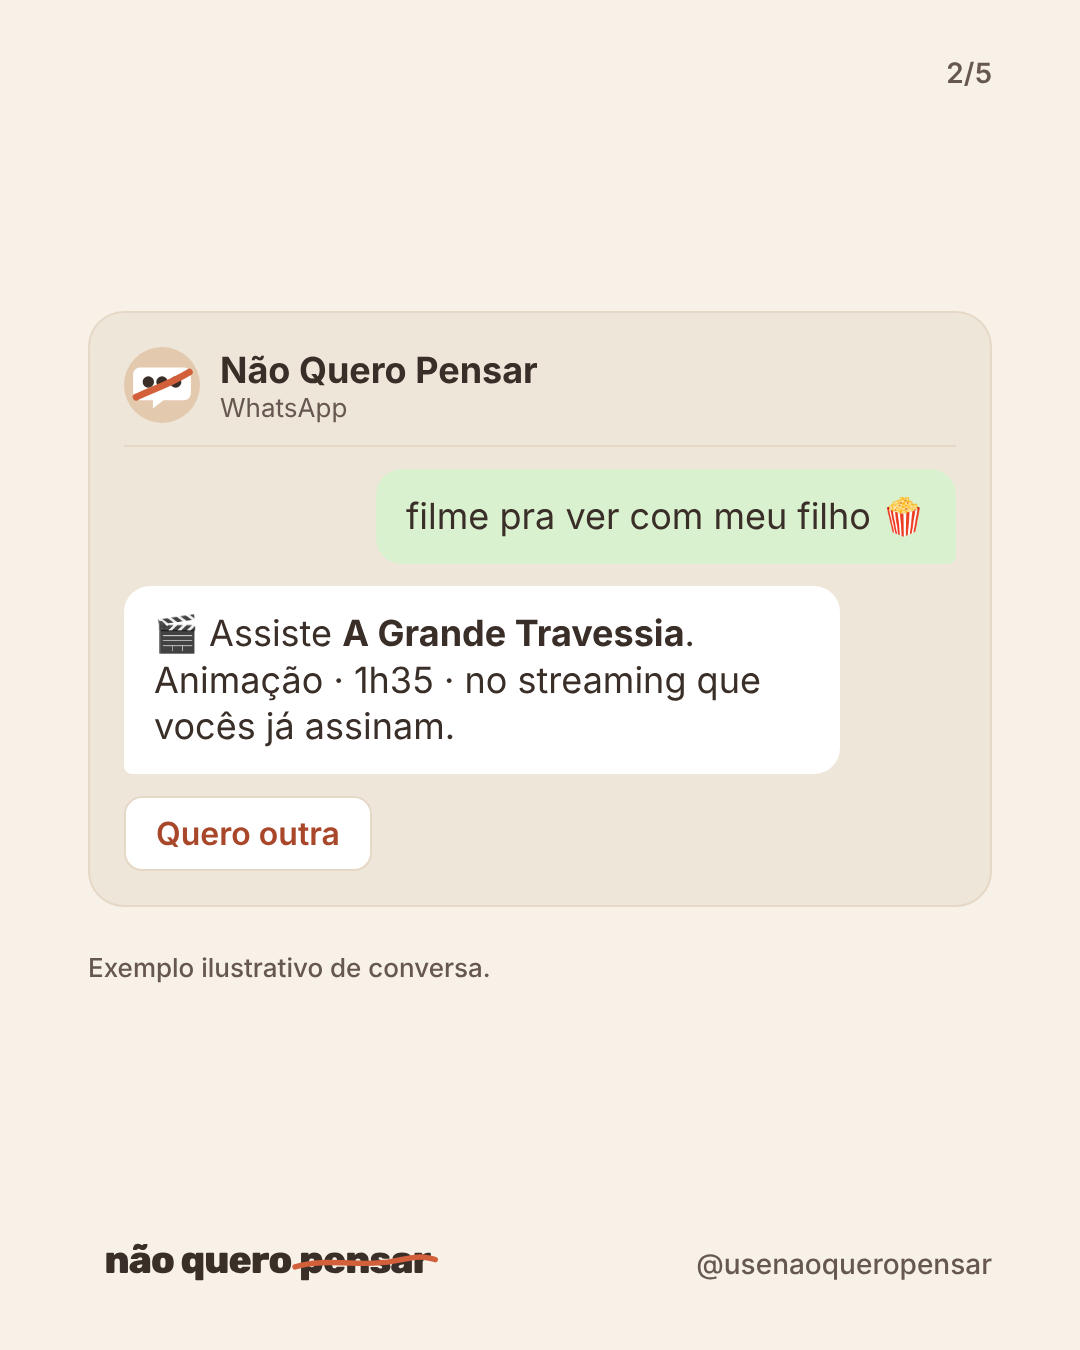 2/5
Não Quero Pensar
WhatsApp
filme pra ver com meu filho 🍿
🎬 Assiste A Grande Travessia.
Animação · 1h35 · no streaming que
vocês já assinam.
Quero outra
Exemplo ilustrativo de conversa.
não quero pensar
@usenaoqueropensar